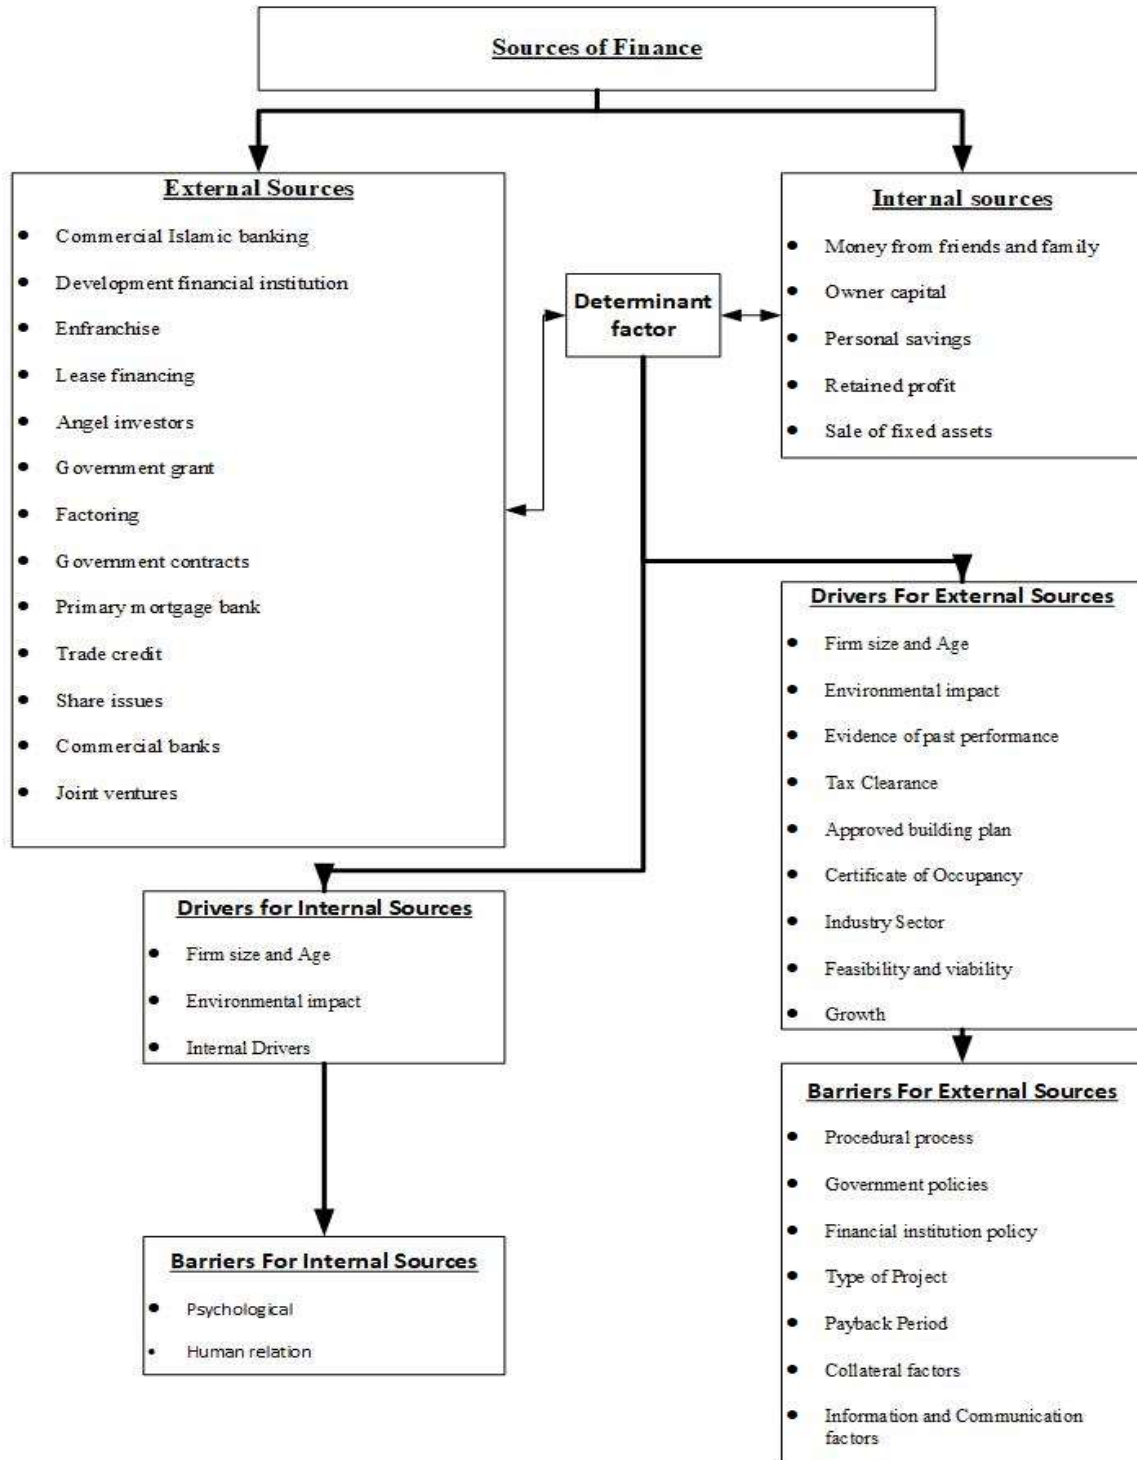 Sources of Finance
External Sources
Commercial Islamic banking
Development financial institution
Enfranchise
Lease financing
Angel investors
Government grant
Factoring
Government contracts
Primary mortgage bank
Trade credit
Share issues
Commercial banks
Joint ventures
Determinant
factor
Internal sources
Money from friends and family
Owner capital
Personal savings
Retained profit
Sale of fixed assets
Drivers For External Sources
Firm size and Age
Environmental impact
Evidence of past performance
Tax Clearance
Approved building plan
Certificate of Occupancy
Industry Sector
Feasibility and viability
Growth
Drivers for Internal Sources
Firm size and Age
Environmental impact
Internal Drivers
Barriers For Internal Sources
Psychological
Human relation
Barriers For External Sources
Procedural process
Government policies
Financial institution policy
Type of Project
Payback Period
Collateral factors
Information and Communication
factors